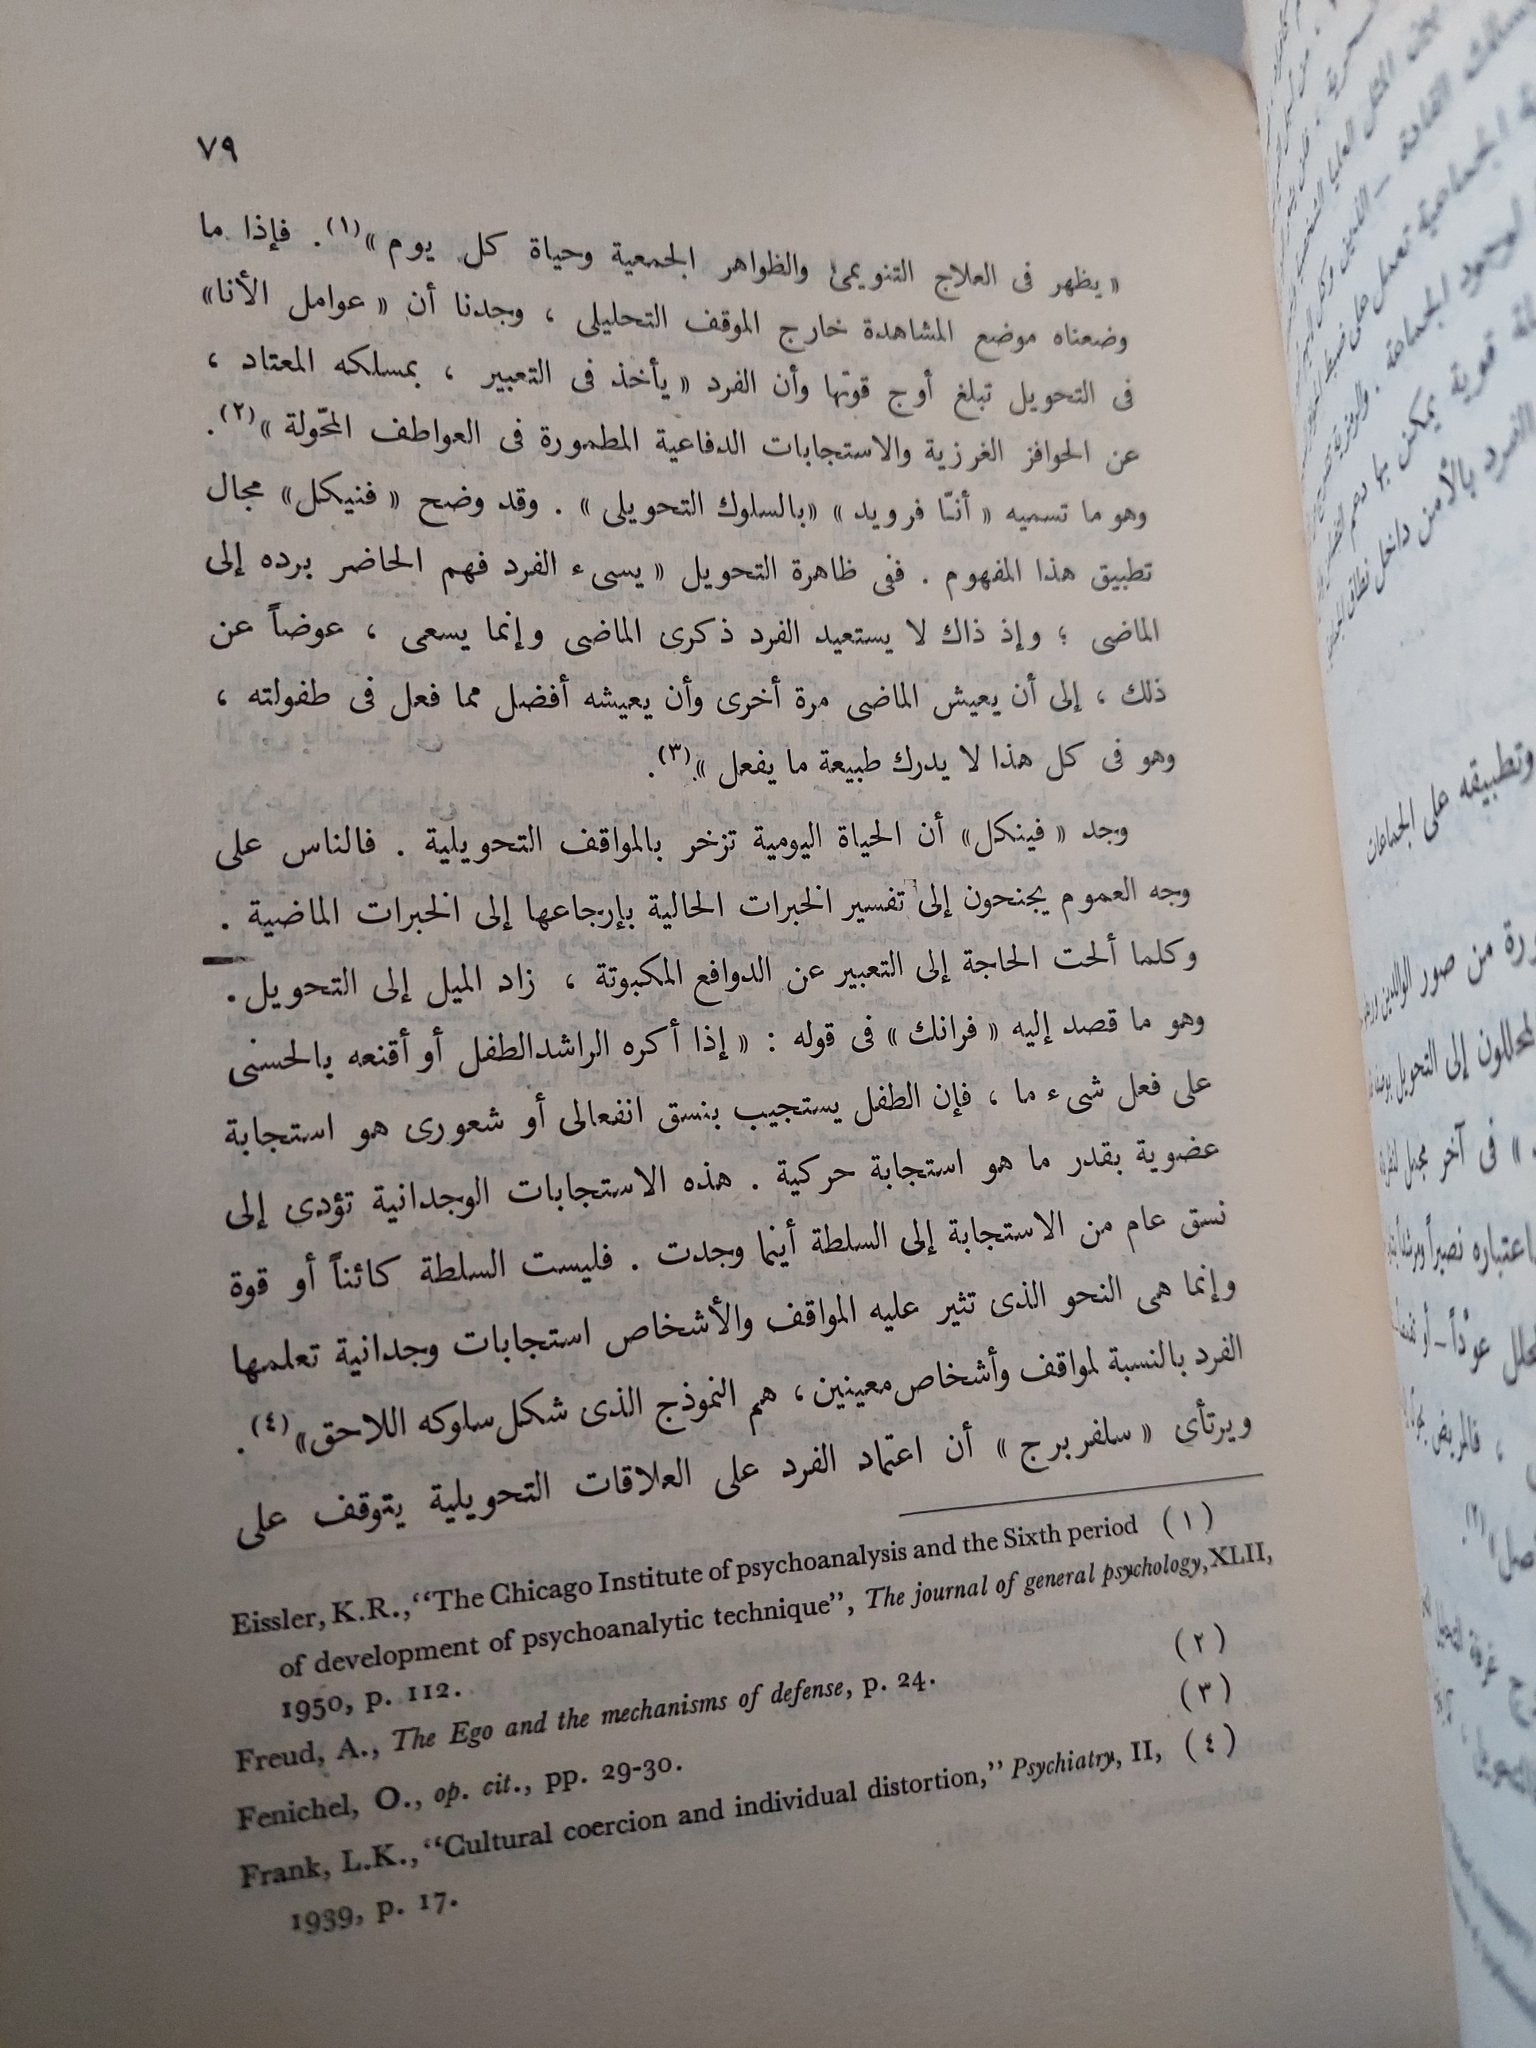 ٧٩
« يظهر فى العلاج التنويمى والظواهر الجمعية وحياة كل يوم »(١). فإذا ما
وضعناه موضع المشاهدة خارج الموقف التحليلى ، وجدنا أن « عوامل الأنا»
فى التحويل تبلغ أوج قوتها وأن الفرد « يأخذ فى التعبير ، بمسلكه المعتاد ،
عن الحوافز الغرزية والاستجابات الدفاعية المطمورة فى العواطف المحّولة »(٢).
وهو ما تسميه « أنّا فرويد » «بالسلوك التحويلى» . وقد وضح « فنيكل» مجال
تطبيق هذا المفهوم . ففى ظاهرة التحويل « يسىء الفرد فهم الحاضر برده إلى
الماضى ؛ وإذ ذاك لا يستعيد الفرد ذكرى الماضى وإنما يسعى ، عوضاً عن
ذلك ، إلى أن يعيش الماضى مرة أخرى وأن يعيشه أفضل مما فعل فى طفولته ،
وهو فى كل هذا لا يدرك طبيعة ما يفعل »(٣).
وجد « فينكل» أن الحياة اليومية تزخر بالمواقف التحويلية . فالناس على
وجه العموم يجنحون إلى تفسير الخبرات الحالية بإرجاعها إلى الخبرات الماضية .
وكلما ألحت الحاجة إلى التعبير عن الدوافع المكبوتة ، زاد الميل إلى التحويل.
وهو ما قصد إليه « فرانك » فى قوله : « إذا أكره الراشدالطفل أو أقنعه بالحسنى
على فعل شىء ما ، فإن الطفل يستجيب بنسق انفعالى أو شعورى هو استجابة
عضوية بقدر ما هو استجابة حركية . هذه الاستجابات الوجدانية تؤدى إلى
نسق عام من الاستجابة إلى السلطة أينما وجدت . فليست السلطة كائناً أو قوة
وإنما هى النحو الذى تثير عليه المواقف والأشخاص استجابات وجدانية تعلمها
الفرد بالنسبة لمواقف وأشخاص معينين ، هم النموذج الذى شكل سلوكه اللاحق»(٤).
ويرتأى « سلفربرج » أن اعتماد الفرد على العلاقات التحويلية يتوقف على
Eissler, K.R., “The Chicago Institute of psychoanalysis and the Sixth period (١)
of development of psychoanalytic technique”, The journal of general psychology, XLII,
1950, p. 112.
Freud, A., The Ego and the mechanisms of defense, p. 24. (٢)
Fenichel, O., op. cit., pp. 29-30. (٣)
Frank, L.K., “Cultural coercion and individual distortion,” Psychiatry, II, (٤)
1939, p. 17.
وتطبيقه على الجماعات